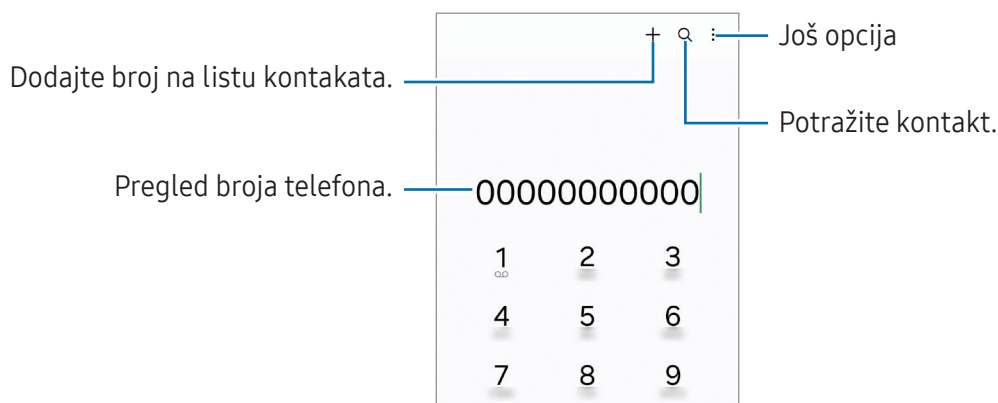 Još opcija
Dodajte broj na listu kontakata.
Potražite kontakt.
Pregled broja telefona.
00000000000
1 2 3
4 5 6
7 8 9